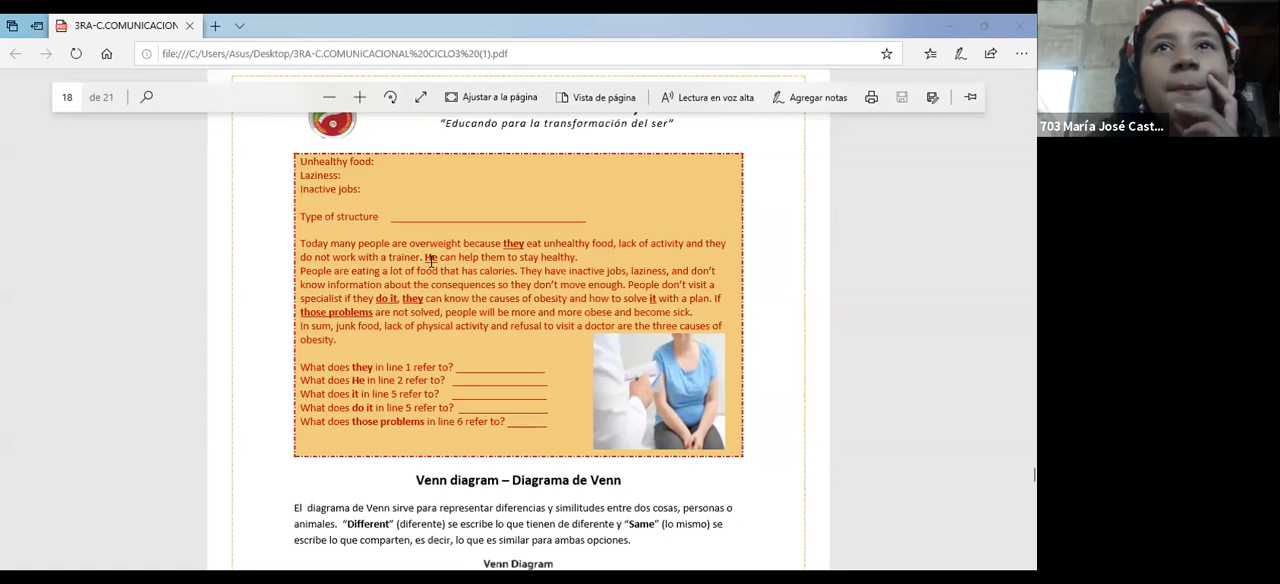 3RA-C.COMUNICACION
file:///C:/Users/Asus/Desktop/3RA-C.COMUNICACIONAL%20CICLO3%20(1).pdf
18 de 21
Ajustar a la página
Vista de página
Lectura en voz alta
Agregar notas
703 María José Cast...
"Educando para la transformación del ser"
Unhealthy food:
Laziness:
Inactive jobs:
Type of structure ____________________
Today many people are overweight because they eat unhealthy food, lack of activity and they
do not work with a trainer. He can help them to stay healthy.
People are eating a lot of food that has calories. They have inactive jobs, laziness, and don't
know information about the consequences so they don't move enough. People don't visit a
specialist if they do it, they can know the causes of obesity and how to solve it with a plan. If
those problems are not solved, people will be more and more obese and become sick.
In sum, junk food, lack of physical activity and refusal to visit a doctor are the three causes of
obesity.
What does they in line 1 refer to? ____________
What does He in line 2 refer to? ____________
What does it in line 5 refer to? ____________
What does do it in line 5 refer to? ____________
What does those problems in line 6 refer to? ______
Venn diagram – Diagrama de Venn
El diagrama de Venn sirve para representar diferencias y similitudes entre dos cosas, personas o
animales. "Different" (diferente) se escribe lo que tienen de diferente y "Same" (lo mismo) se
escribe lo que comparten, es decir, lo que es similar para ambas opciones.
Venn Diagram